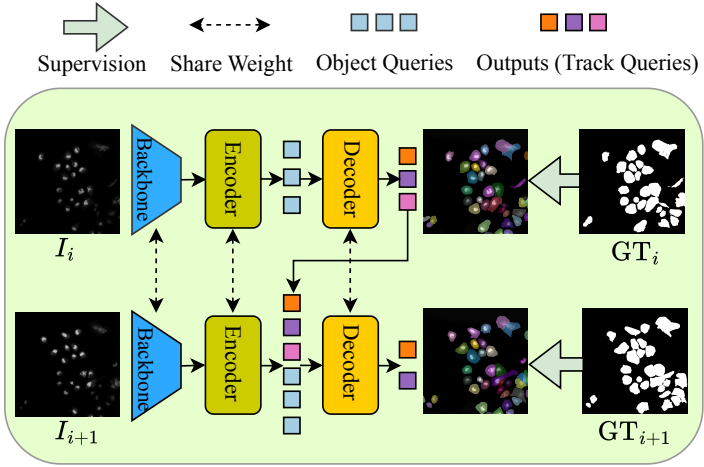 Supervision Share Weight Object Queries Outputs (Track Queries)
Backbone Encoder Decoder
I_i GT_i
Backbone Encoder Decoder
I_{i+1} GT_{i+1}